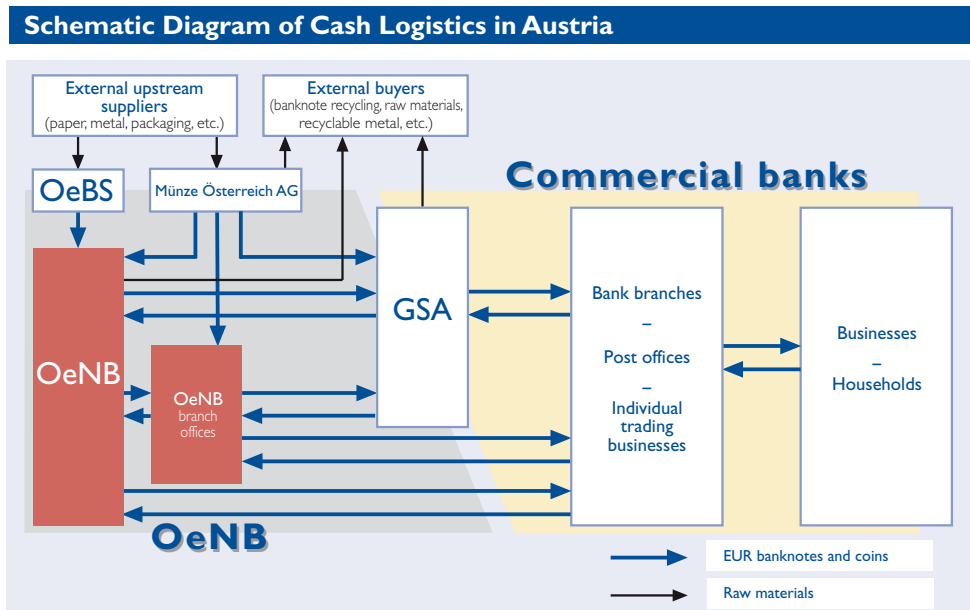 Schematic Diagram of Cash Logistics in Austria
External upstream
suppliers
(paper, metal, packaging, etc.)
External buyers
(banknote recycling, raw materials,
recyclable metal, etc.)
OeBS
Münze Österreich AG
Commercial banks
GSA
Bank branches
–
Post offices
–
Individual
trading
businesses
Businesses
–
Households
OeNB
OeNB
branch
offices
OeNB
EUR banknotes and coins
Raw materials